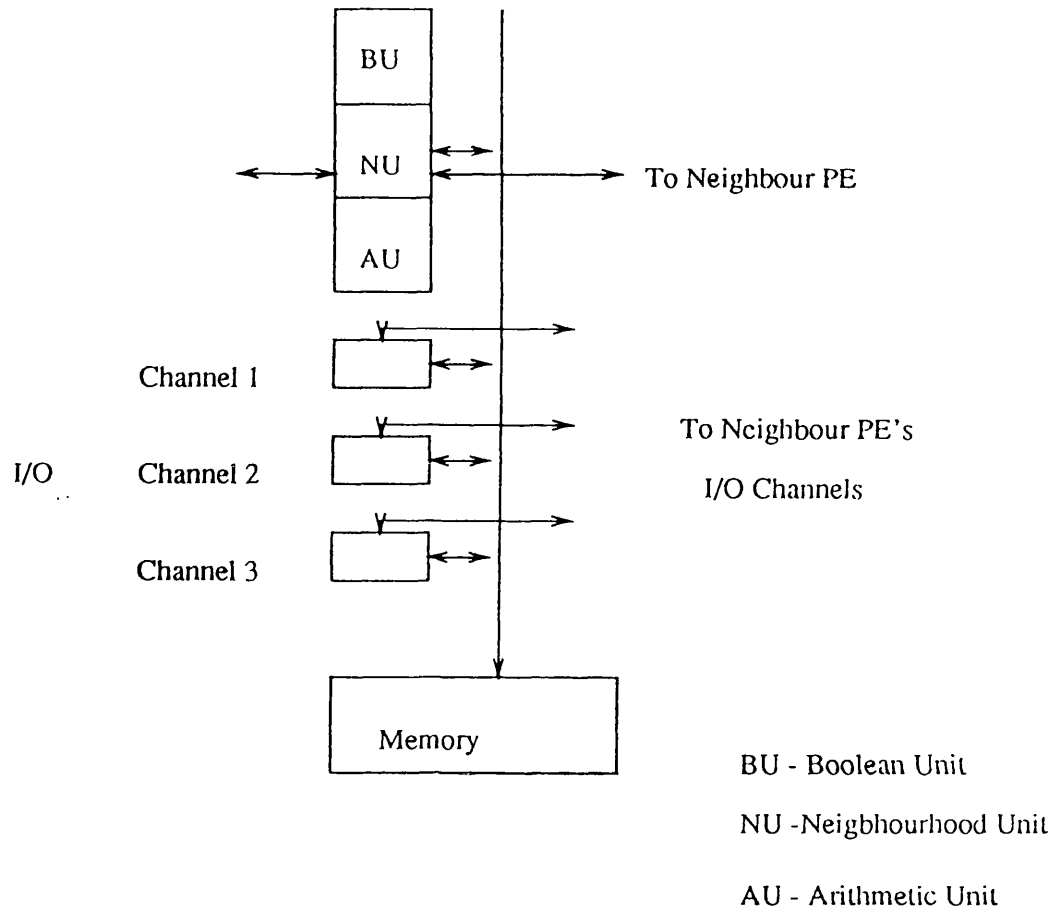 BU
NU
To Neighbour PE
AU
Channel 1
To Neighbour PE's
I/O
Channel 2
I/O Channels
Channel 3
Memory
BU - Boolean Unit
NU -Neigbhourhood Unit
AU - Arithmetic Unit